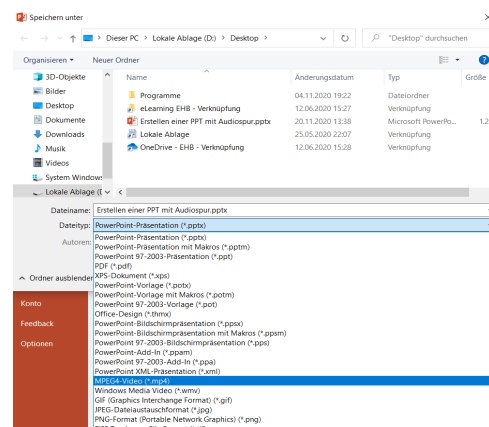 Speichern unter
Dieser PC > Lokale Ablage (D:) > Desktop >
"Desktop" durchsuchen
Organisieren
Neuer Ordner
3D-Objekte
Bilder
Desktop
Dokumente
Downloads
Musik
Videos
System Windows
Lokale Ablage (
Name Änderungsdatum Typ Größe
Programme 04.11.2020 19:22 Dateiordner
eLearning EHB - Verknüpfung 12.06.2020 15:27 Verknüpfung
Erstellen einer PPT mit Audiospur.pptx 20.11.2020 13:38 Microsoft PowerPo... 1.2
Lokale Ablage 25.05.2020 22:07 Verknüpfung
OneDrive - EHB - Verknüpfung 12.06.2020 15:28 Verknüpfung
Dateiname: Erstellen einer PPT mit Audiospur.pptx
Dateityp: PowerPoint-Präsentation (*.pptx)
Autoren:
PowerPoint-Präsentation (*.pptx)
PowerPoint-Präsentation mit Makros (*.pptm)
PowerPoint 97-2003-Präsentation (*.ppt)
PDF (*.pdf)
XPS-Dokument (*.xps)
PowerPoint-Vorlage (*.potx)
PowerPoint-Vorlage mit Makros (*.potm)
PowerPoint 97-2003-Vorlage (*.pot)
Office-Design (*.thmx)
PowerPoint-Bildschirmpräsentation (*.ppsx)
PowerPoint-Bildschirmpräsentation mit Makros (*.ppsm)
PowerPoint 97-2003-Bildschirmpräsentation (*.pps)
PowerPoint-Add-In (*.ppam)
PowerPoint 97-2003-Add-In (*.ppa)
PowerPoint XML-Präsentation (*.xml)
MPEG4-Video (*.mp4)
Windows Media Video (*.wmv)
GIF (Graphics Interchange Format) (*.gif)
JPEG-Dateiaustauschformat (*.jpg)
PNG-Format (Portable Network Graphics) (*.png)
Ordner ausblenden
Konto
Feedback
Optionen